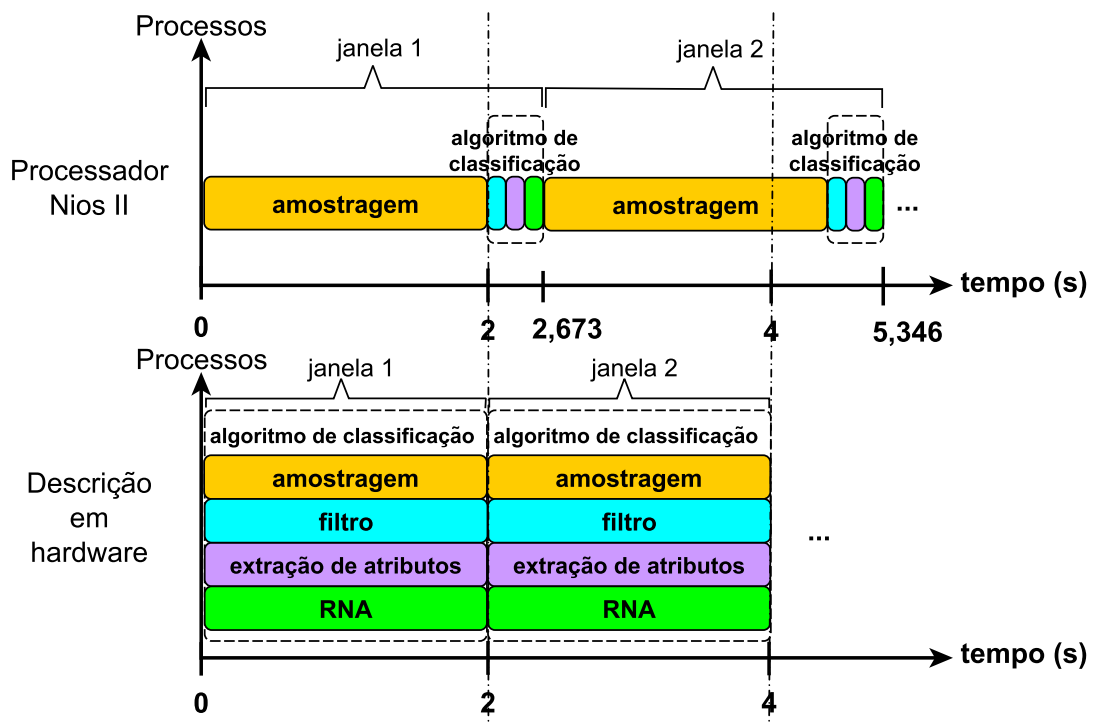 Processos
janela 1
janela 2
Processador
Nios II
algoritmo de
classificação
algoritmo de
classificação
amostragem
amostragem
...
tempo (s)
0
2
2,673
4
5,346
Processos
janela 1
janela 2
Descrição
em
hardware
algoritmo de classificação
algoritmo de classificação
amostragem
amostragem
filtro
filtro
...
extração de atributos
extração de atributos
RNA
RNA
tempo (s)
0
2
4